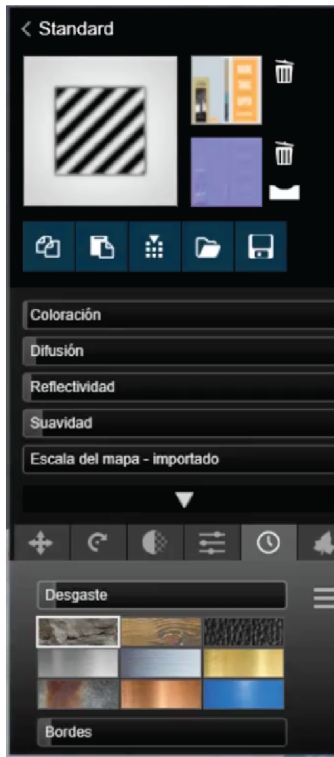 < Standard
Coloración
Difusión
Reflectividad
Suavidad
Escala del mapa - importado
Desgaste
Bordes